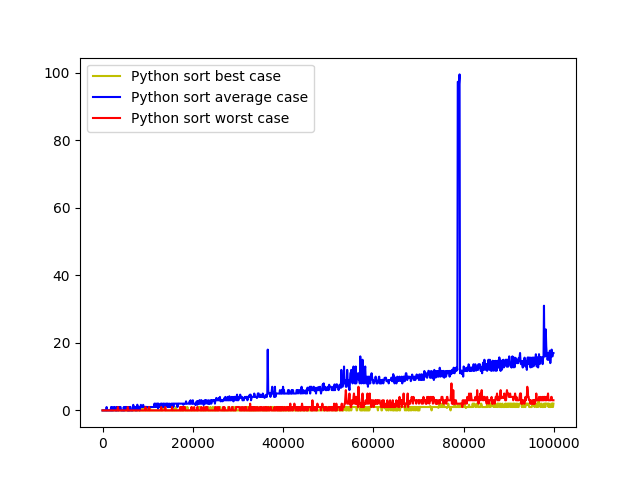 100
Python sort best case
Python sort average case
Python sort worst case
80
60
40
20
0
0 20000 40000 60000 80000 100000